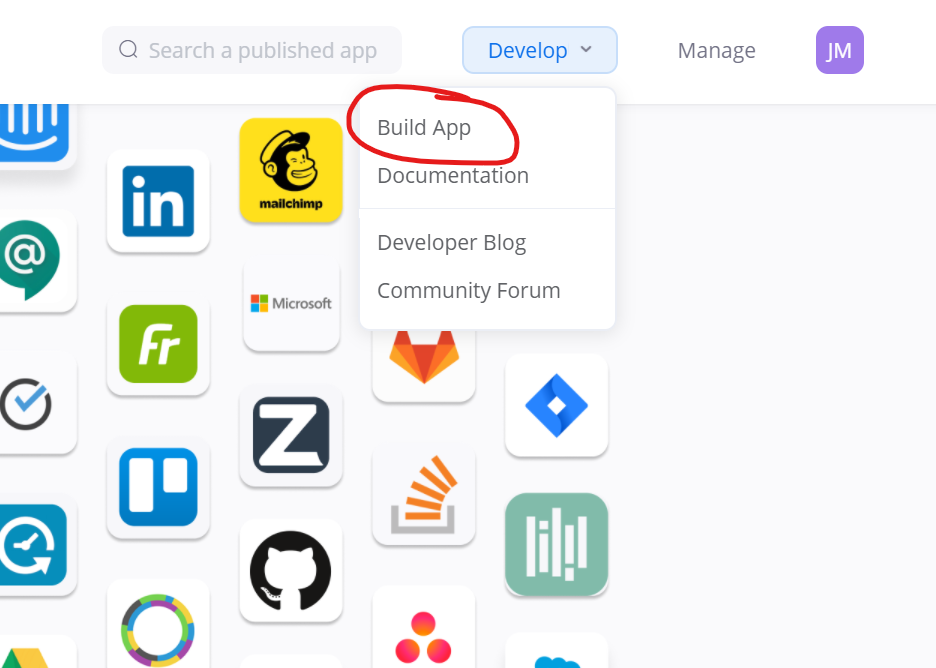 Search a published app
Develop
Manage
JM
Build App
Documentation
Developer Blog
Community Forum
in
mailchimp
@
Microsoft
Fr
Z